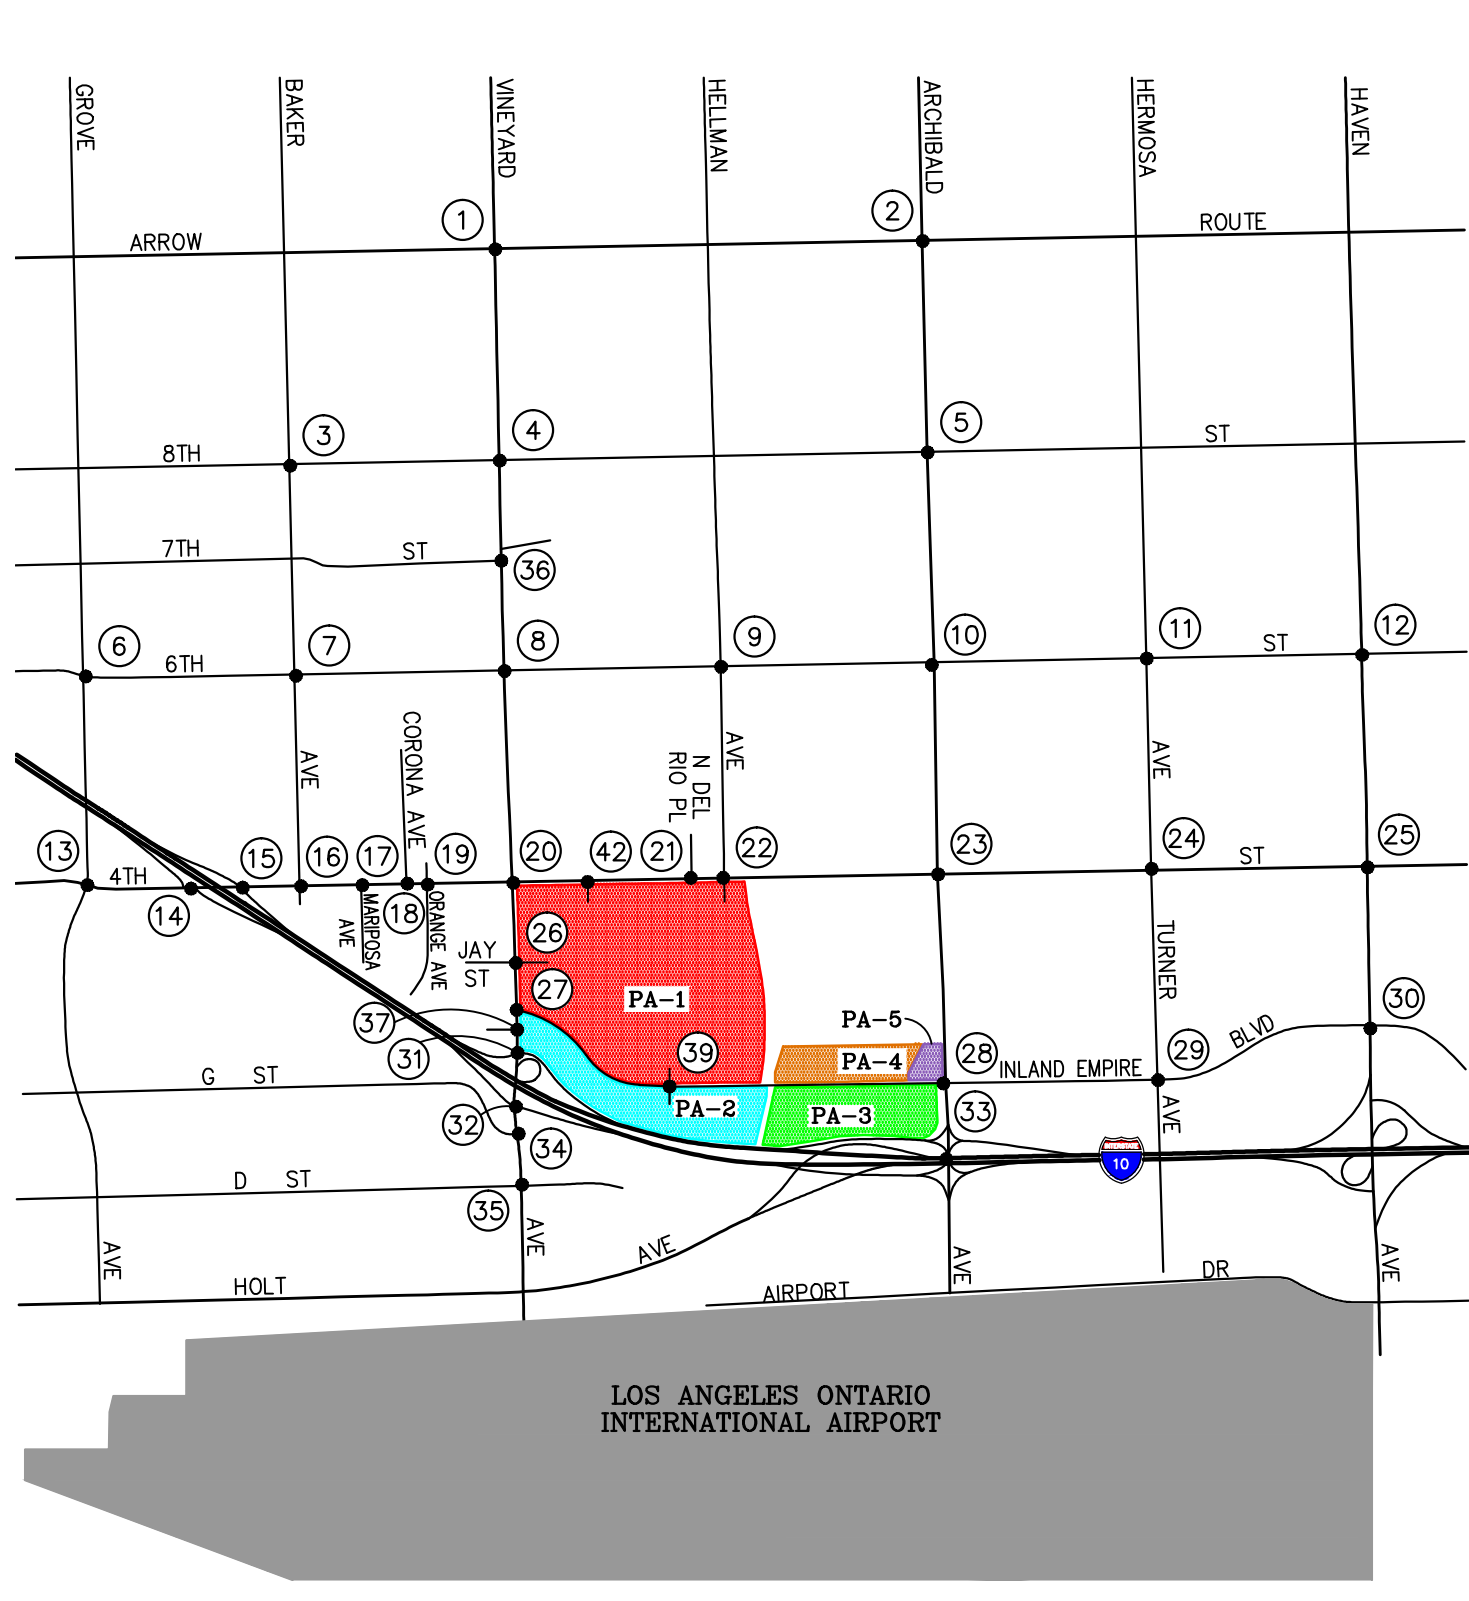 GROVE
BAKER
VINEYARD
HELLMAN
ARCHIBALD
HERMOSA
HAVEN
1
2
ARROW
ROUTE
3
4
5
8TH
ST
7TH
ST
36
6
7
8
9
10
11
12
6TH
ST
CORONA AVE
AVE
N DEL
RIO PL
AVE
AVE
13
15
16
17
19
20
42
21
22
23
24
25
4TH
ST
14
18
MARIPOSA
AVE
ORANGE AVE
26
JAY
ST
27
TURNER
PA-1
30
37
PA-5
31
39
PA-4
28
INLAND EMPIRE
29
BLVD
G ST
PA-2
PA-3
33
AVE
32
34
INTERSTATE
10
D ST
35
AVE
AVE
AVE
AVE
AVE
HOLT
AIRPORT
DR
LOS ANGELES ONTARIO
INTERNATIONAL AIRPORT